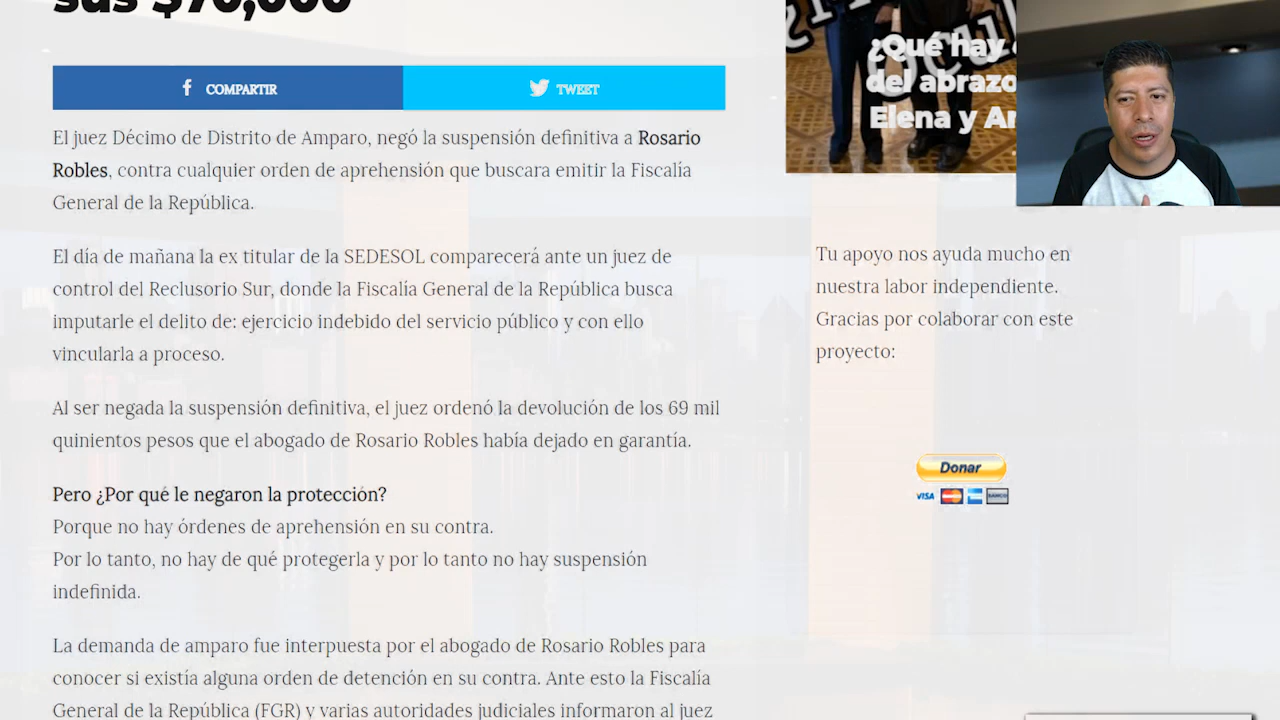 sus $70,000
COMPARTIR
TWEET
El juez Décimo de Distrito de Amparo, negó la suspensión definitiva a Rosario
Robles, contra cualquier orden de aprehensión que buscara emitir la Fiscalía
General de la República.
El día de mañana la ex titular de la SEDESOL comparecerá ante un juez de
control del Reclusorio Sur, donde la Fiscalía General de la República busca
imputarle el delito de: ejercicio indebido del servicio público y con ello
vincularla a proceso.
Al ser negada la suspensión definitiva, el juez ordenó la devolución de los 69 mil
quinientos pesos que el abogado de Rosario Robles había dejado en garantía.
Pero ¿Por qué le negaron la protección?
Porque no hay órdenes de aprehensión en su contra.
Por lo tanto, no hay de qué protegerla y por lo tanto no hay suspensión
indefinida.
La demanda de amparo fue interpuesta por el abogado de Rosario Robles para
conocer si existía alguna orden de detención en su contra. Ante esto la Fiscalía
General de la República (FGR) y varias autoridades judiciales informaron al juez
¿Qué hay
del abrazo
Elena y
Tu apoyo nos ayuda mucho en
nuestra labor independiente.
Gracias por colaborar con este
proyecto:
Donar
VISA